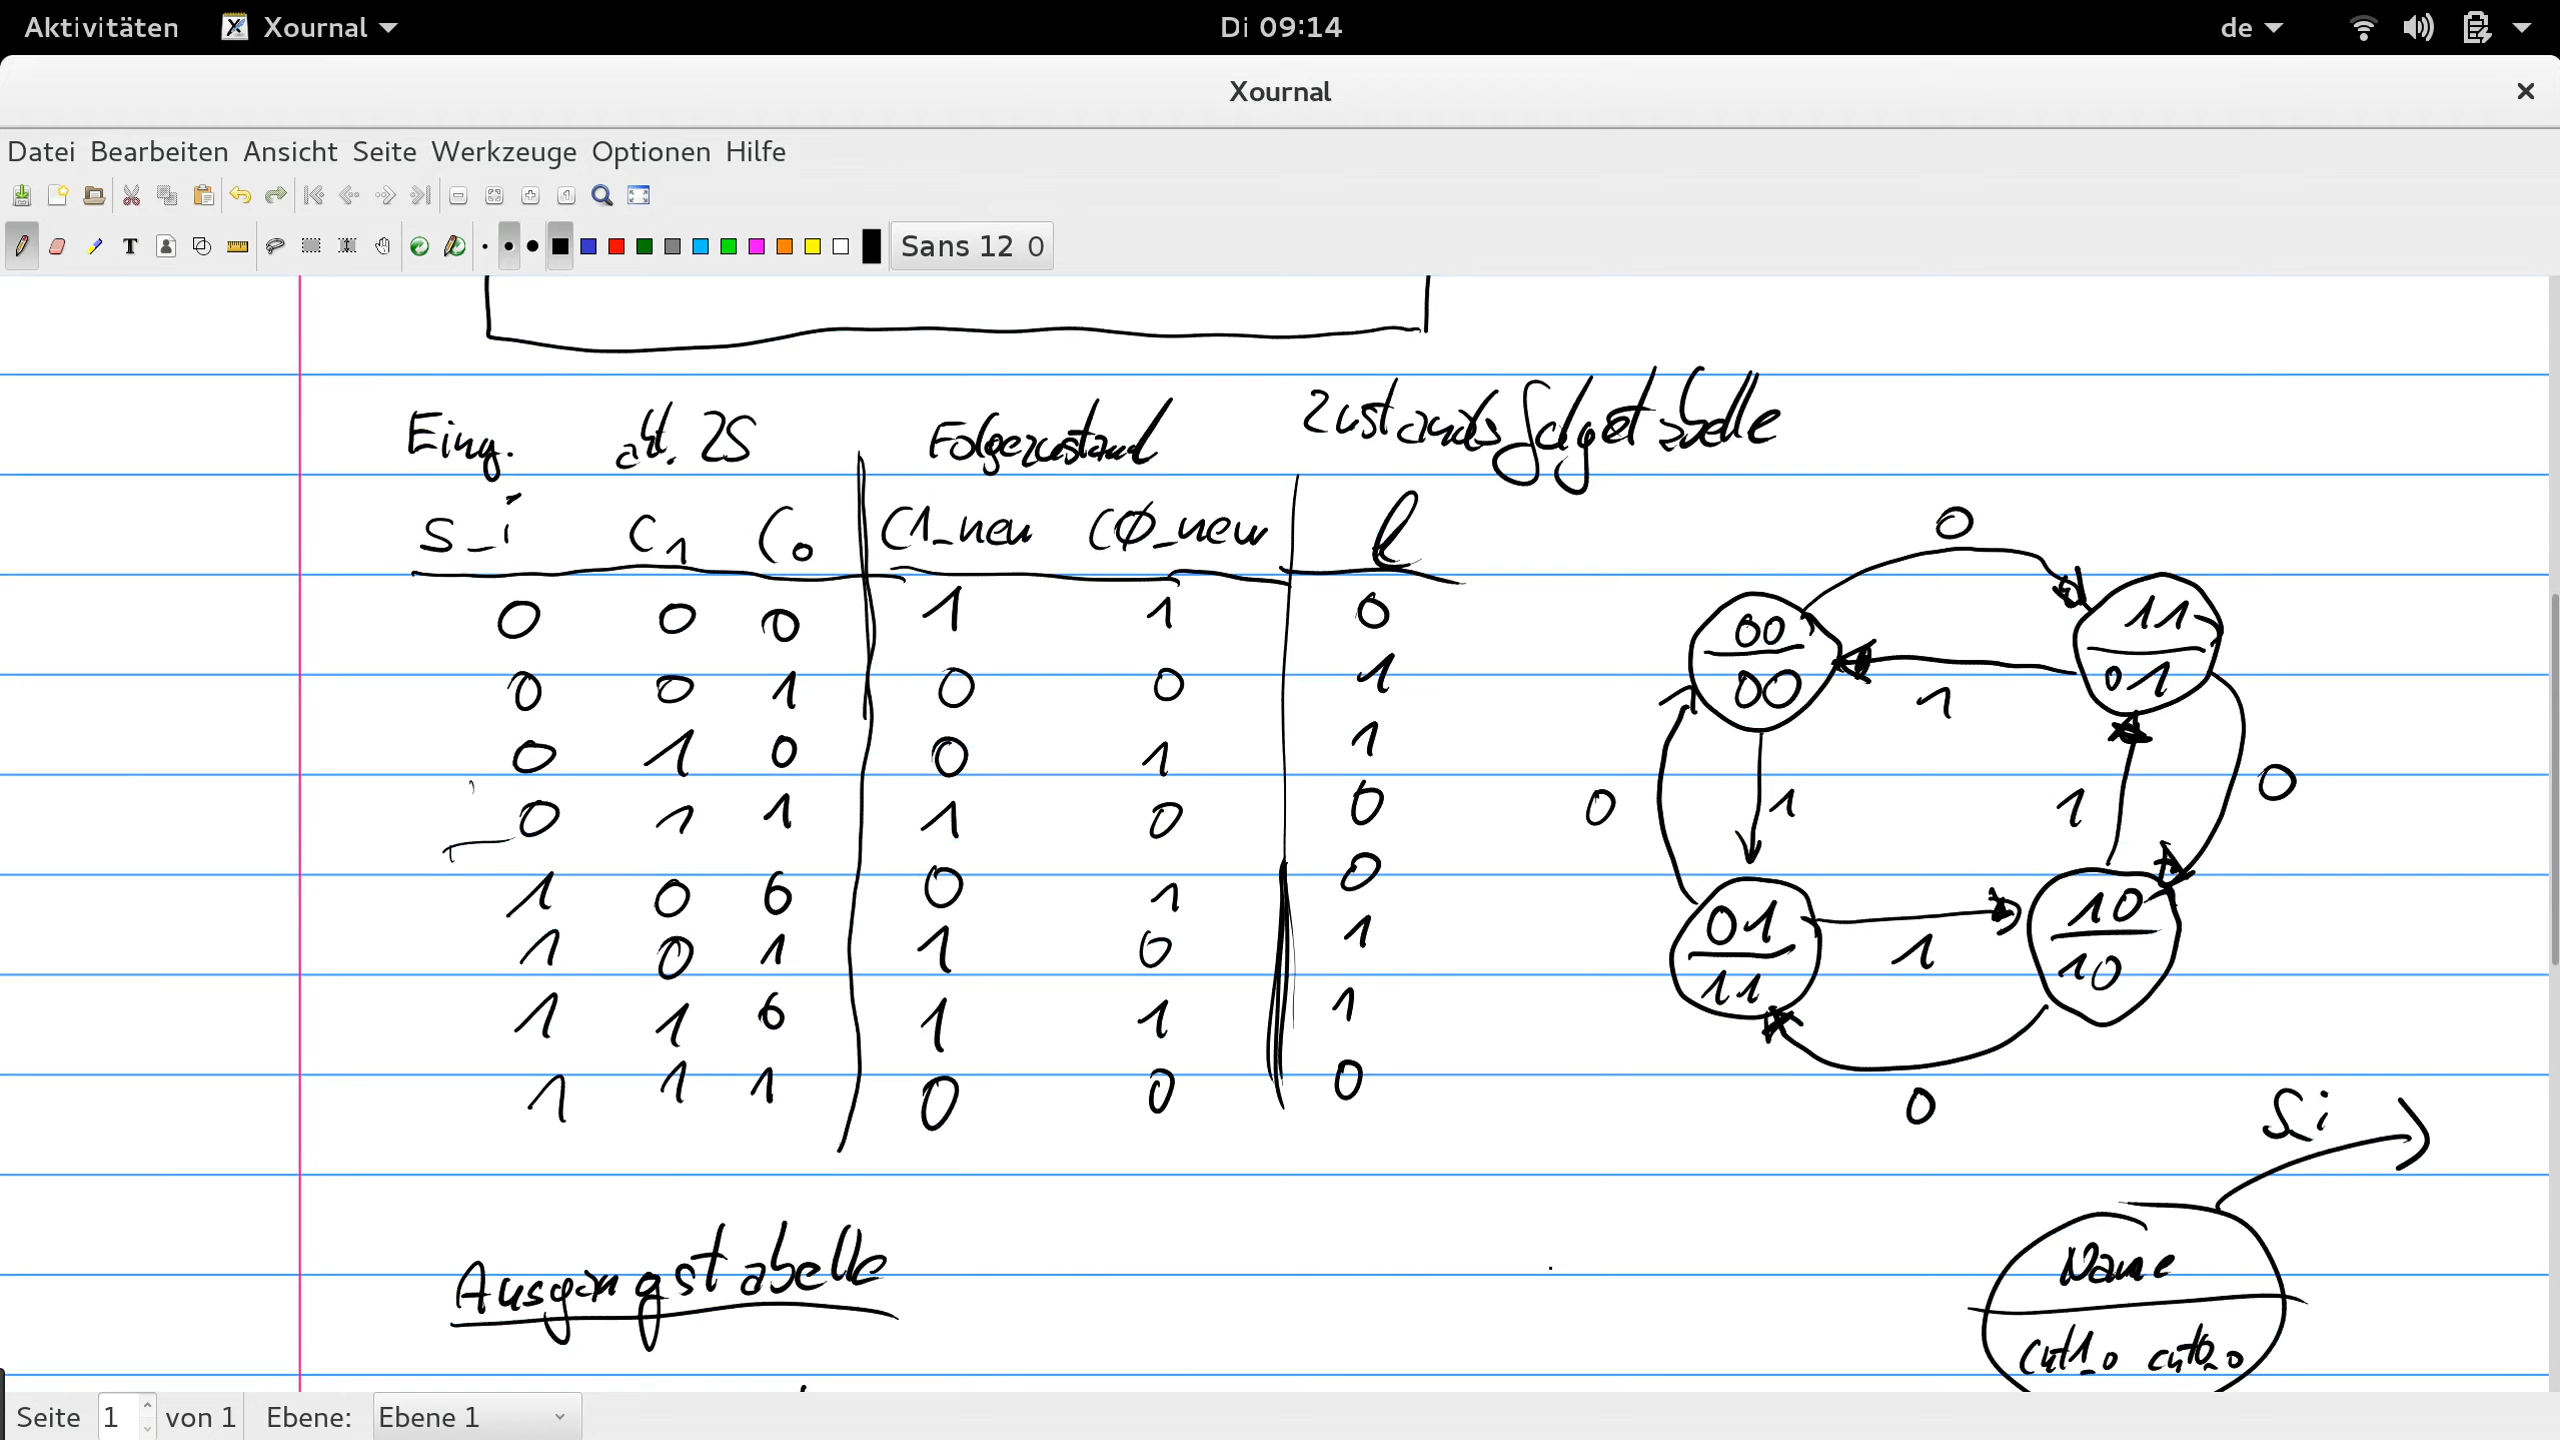 Aktivitäten Xournal Di 09:14 de
Xournal
Datei Bearbeiten Ansicht Seite Werkzeuge Optionen Hilfe
T Sans 12 0
Eing. akt. ZS Folgezustand Zustandsfolgetabelle
S_i C1 C0 C1_new C0_new l
0 0 0 1 1 0
0 0 1 0 0 1
0 1 0 0 1 1
0 1 1 1 0 0
1 0 0 0 1 0
1 0 1 1 0 1
1 1 0 1 1 1
1 1 1 0 0 0
0
00
00
11
01
1
0
1
1
0
01
11
1
10
10
0
S_i
Ausgangstabelle
Name
cnt1_o cnt0_o
Seite 1 von 1 Ebene: Ebene 1